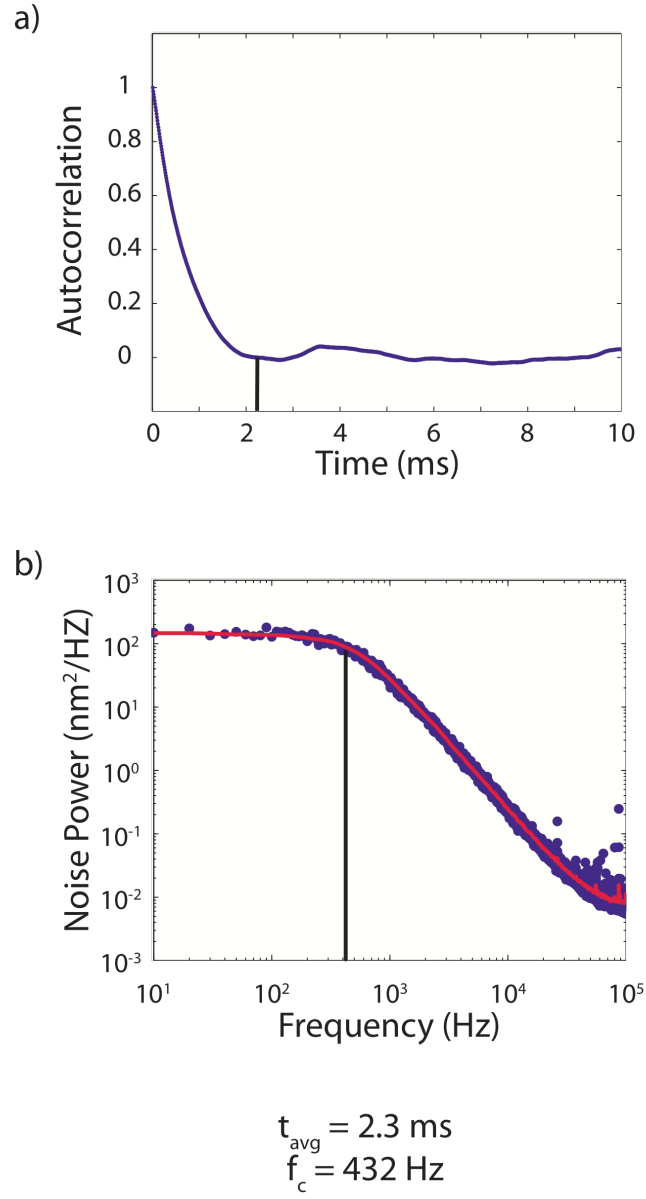 a)
Autocorrelation
1
0.8
0.6
0.4
0.2
0
0 2 4 6 8 10
Time (ms)
b)
Noise Power (nm²/HZ)
10³
10²
10¹
10⁰
10⁻¹
10⁻²
10⁻³
10¹ 10² 10³ 10⁴ 10⁵
Frequency (Hz)
t_avg = 2.3 ms
f_c = 432 Hz